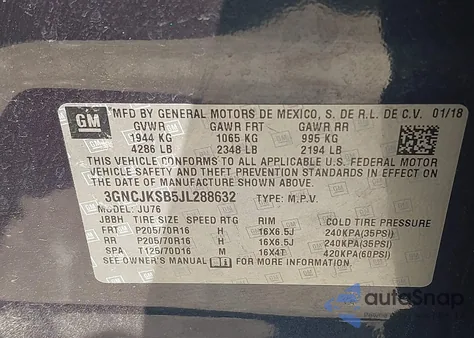 GM
MFD BY GENERAL MOTORS DE MEXICO, S. DE R.L. DE C.V. 01/18
GVWR GAWR FRT GAWR RR
1944 KG 1065 KG 995 KG
4286 LB 2348 LB 2194 LB
THIS VEHICLE CONFORMS TO ALL APPLICABLE U.S. FEDERAL MOTOR
VEHICLE SAFETY AND THEFT PREVENTION STANDARDS IN
EFFECT ON THE DATE OF MANUFACTURE SHOWN ABOVE.
3GNCJKSB5JL288632 TYPE: M.P.V.
MODEL: JU76
JBBH TIRE SIZE SPEED RTG RIM COLD TIRE PRESSURE
FRT P205/70R16 H 16X6.5J 240KPA(35PSI)
RR P205/70R16 H 16X6.5J 240KPA(35PSI)
SPA T125/70D16 M 16X4T 420KPA(60PSI)
SEE OWNER'S MANUAL FOR MORE INFORMATION.
autoSnap